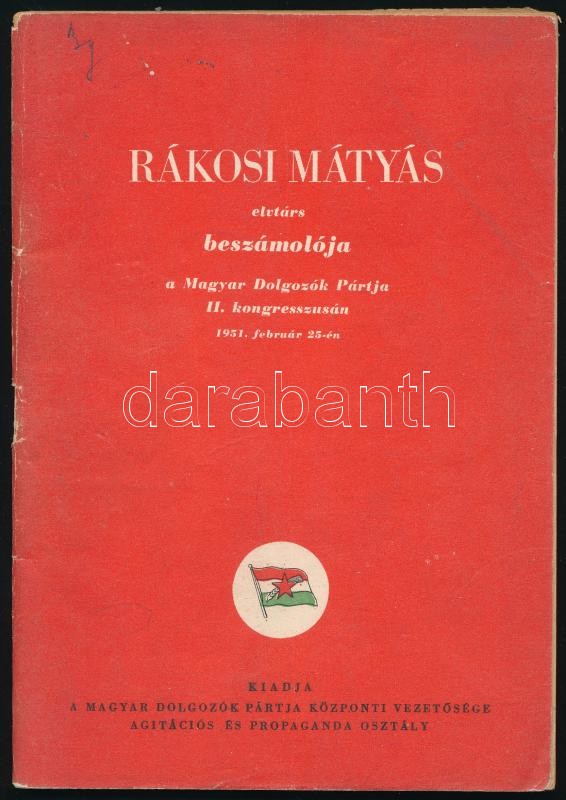 RÁKOSI MÁTYÁS
elvtárs
beszámolója
a Magyar Dolgozók Pártja
II. kongresszusán
1951. február 25-én
darabanth
KIADJA
A MAGYAR DOLGOZÓK PÁRTJA KÖZPONTI VEZETŐSÉGE
AGITÁCIÓS ÉS PROPAGANDA OSZTÁLY